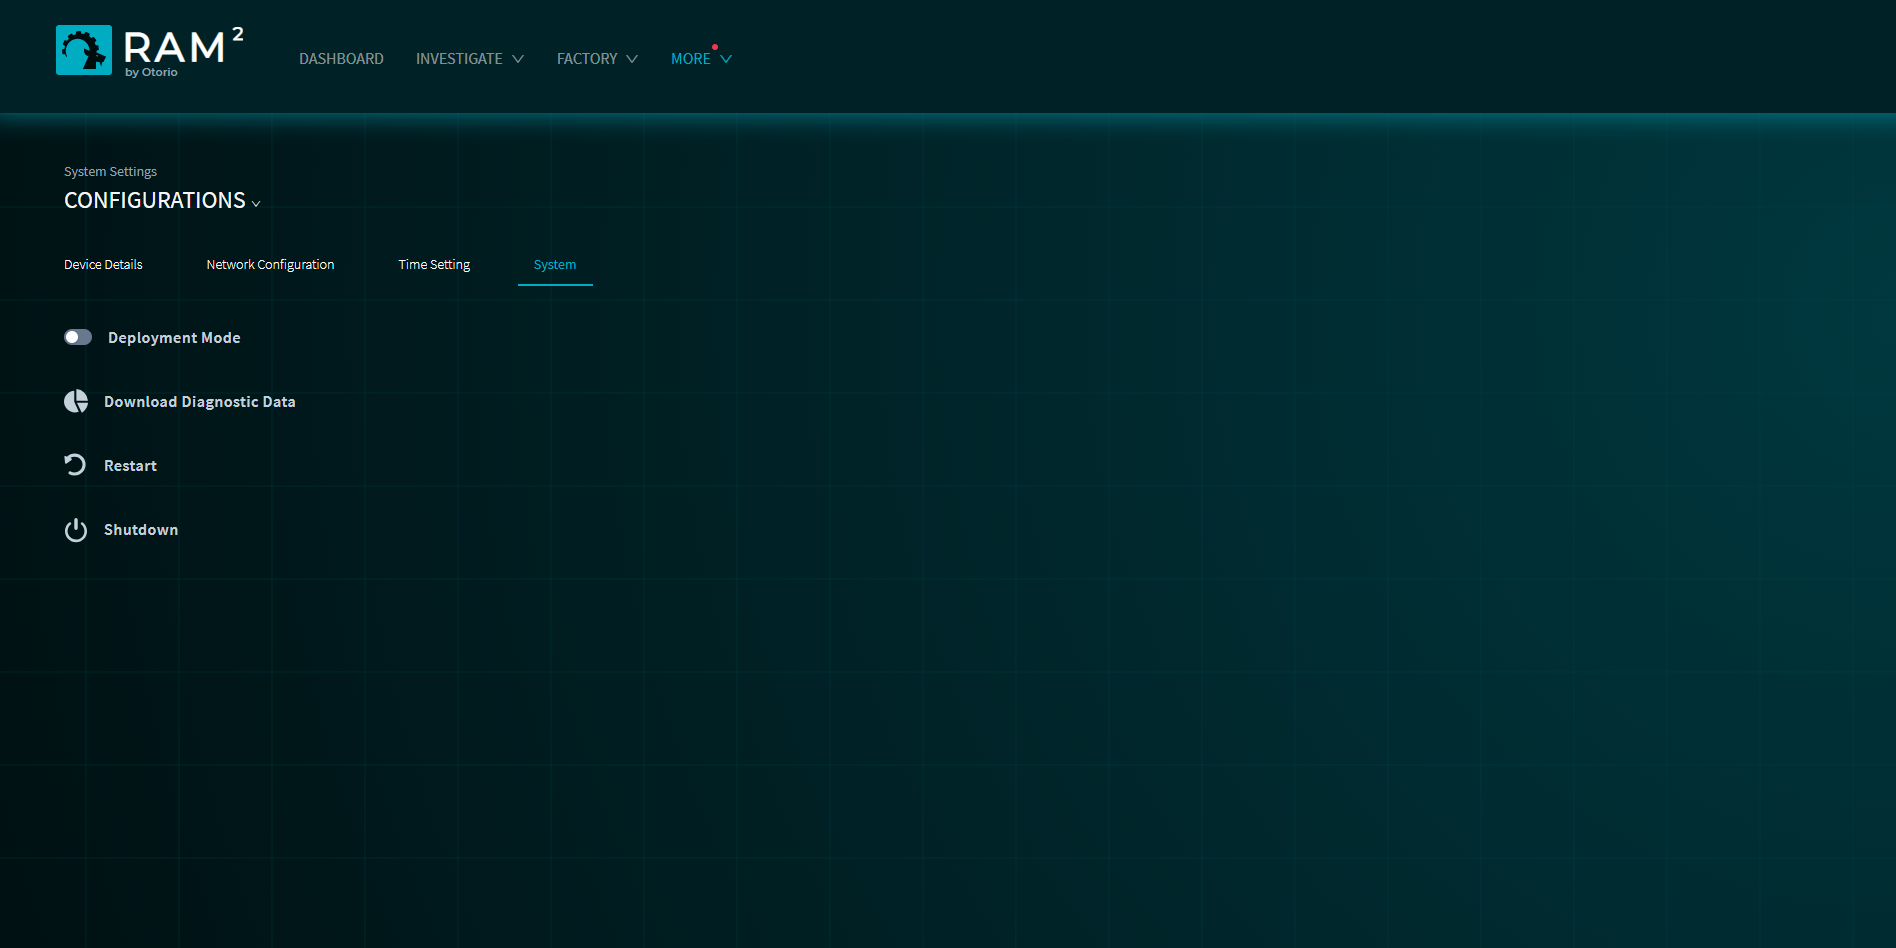 RAM 2
by Otorio
DASHBOARD INVESTIGATE FACTORY MORE
System Settings
CONFIGURATIONS
Device Details Network Configuration Time Setting System
Deployment Mode
Download Diagnostic Data
Restart
Shutdown